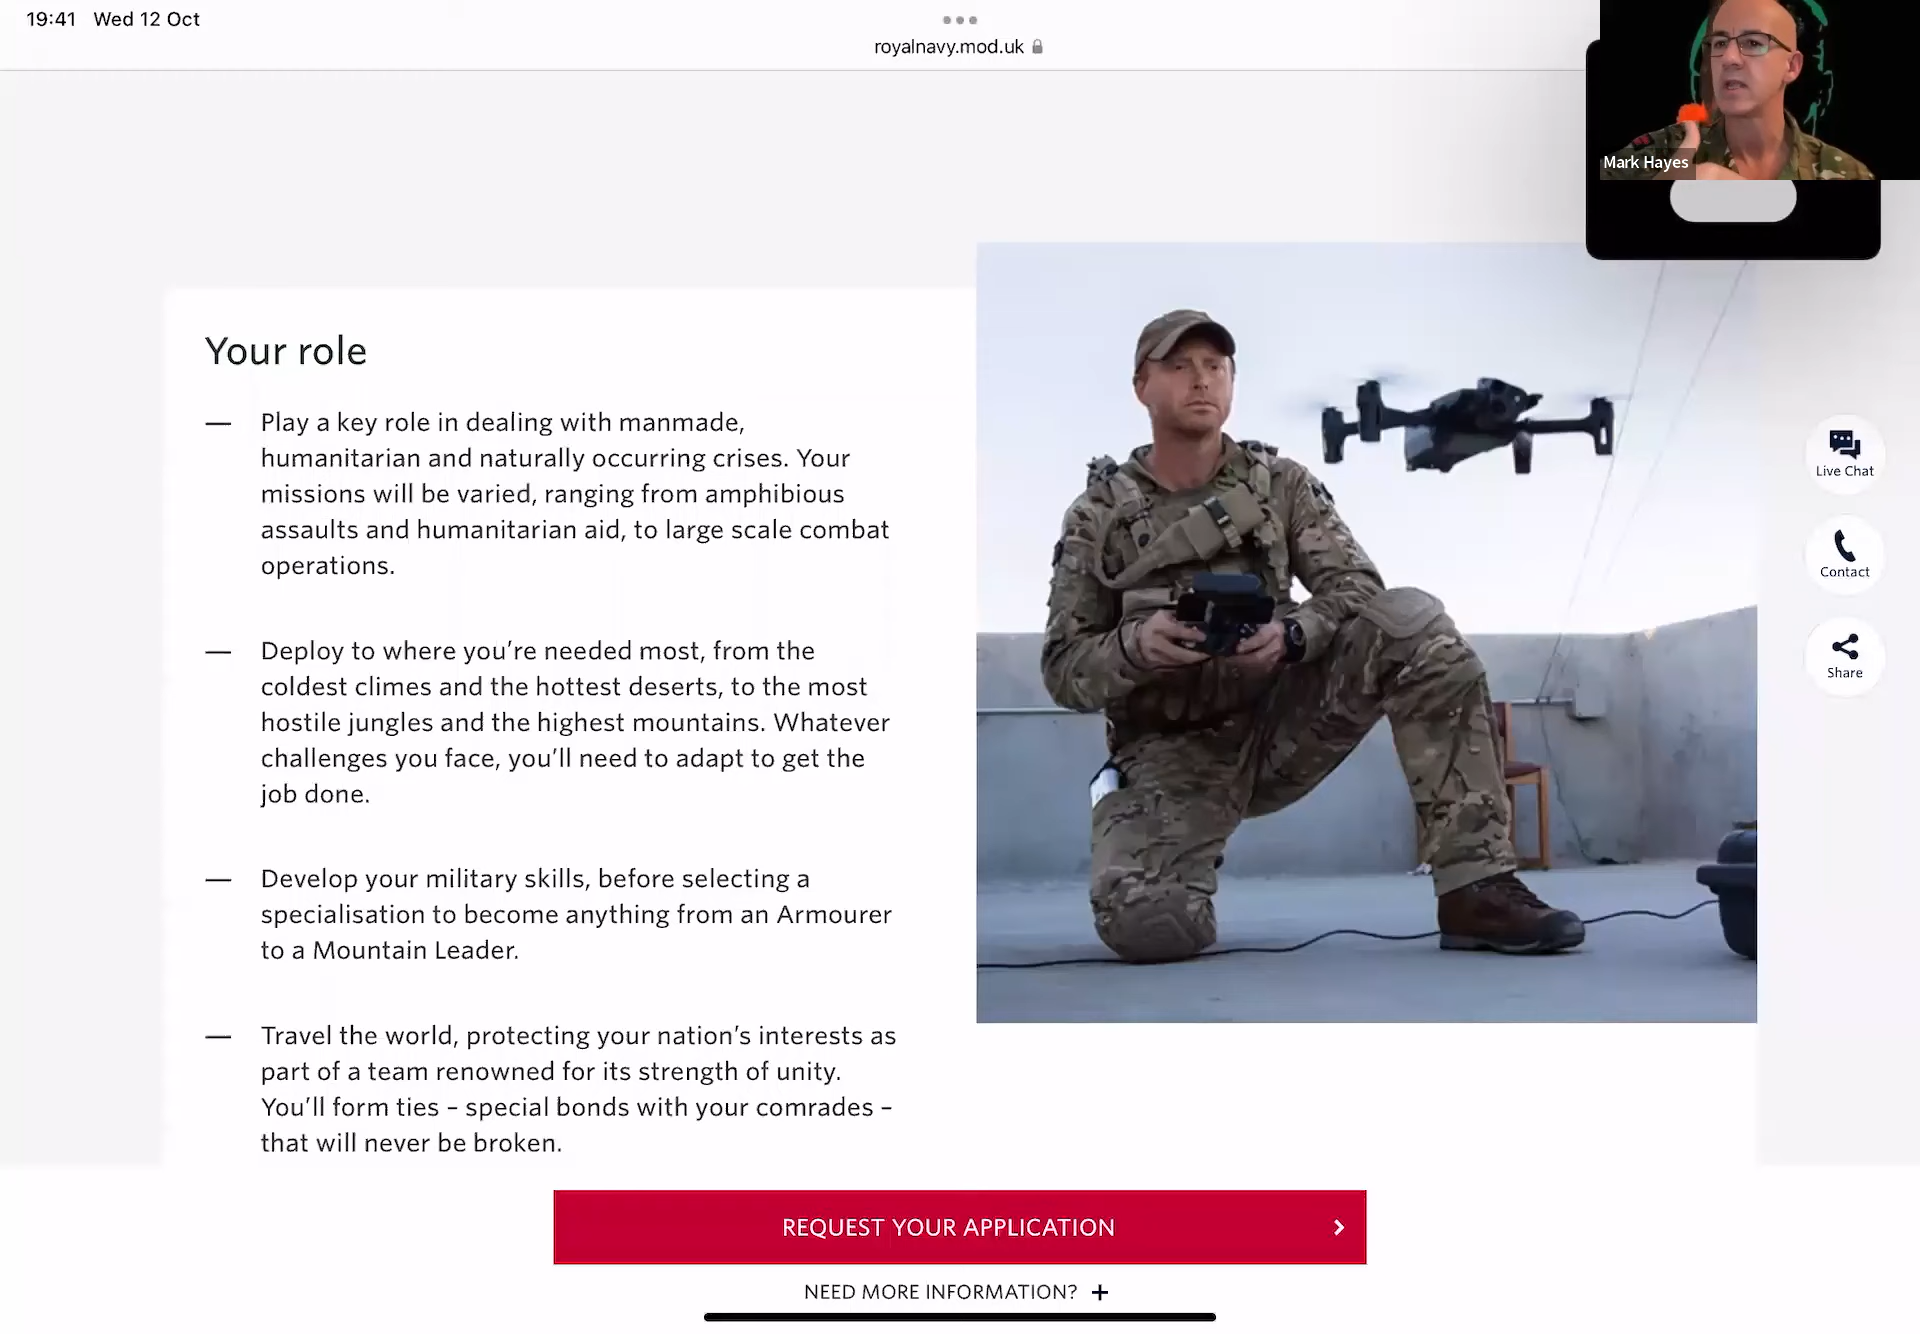 19:41 Wed 12 Oct
royalnavy.mod.uk
Mark Hayes
Your role
— Play a key role in dealing with manmade,
humanitarian and naturally occurring crises. Your
missions will be varied, ranging from amphibious
assaults and humanitarian aid, to large scale combat
operations.
— Deploy to where you’re needed most, from the
coldest climes and the hottest deserts, to the most
hostile jungles and the highest mountains. Whatever
challenges you face, you’ll need to adapt to get the
job done.
— Develop your military skills, before selecting a
specialisation to become anything from an Armourer
to a Mountain Leader.
— Travel the world, protecting your nation’s interests as
part of a team renowned for its strength of unity.
You’ll form ties – special bonds with your comrades –
that will never be broken.
Live Chat
Contact
Share
REQUEST YOUR APPLICATION
NEED MORE INFORMATION? +